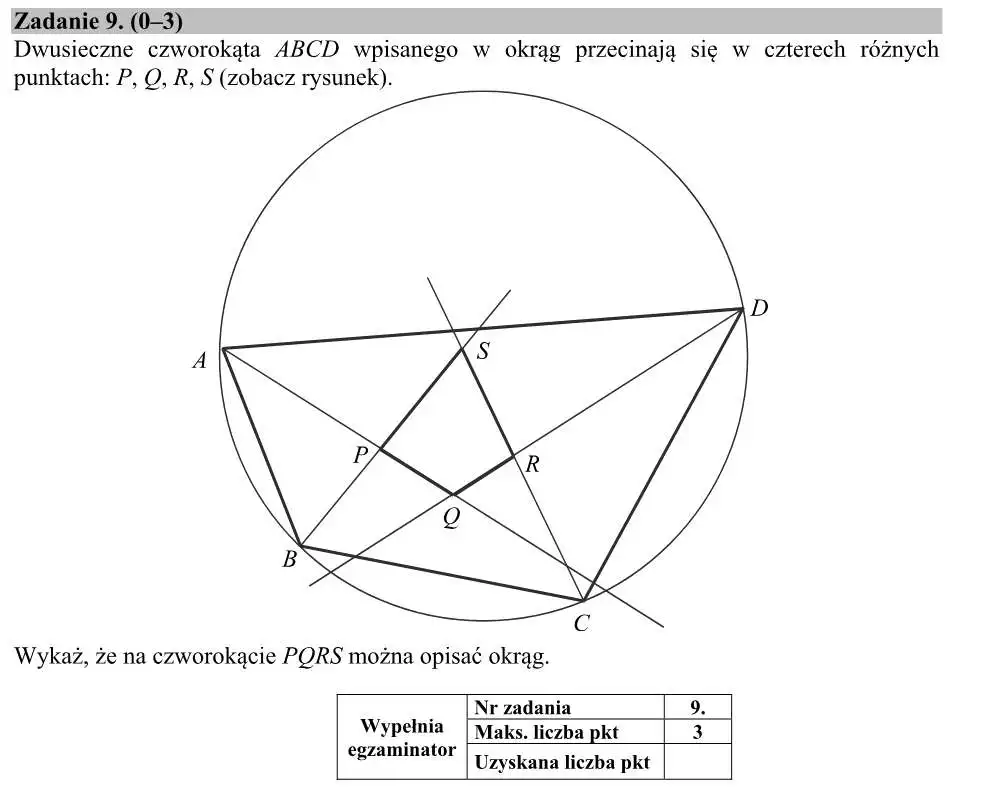 Zadanie 9. (0–3)
Dwusieczne czworokąta ABCD wpisanego w okrąg przecinają się w czterech różnych
punktach: P, Q, R, S (zobacz rysunek).
D
A
S
P
R
Q
B
C
Wykaż, że na czworokącie PQRS można opisać okrąg.
Wypełnia
egzaminator
Nr zadania
9.
Maks. liczba pkt
3
Uzyskana liczba pkt